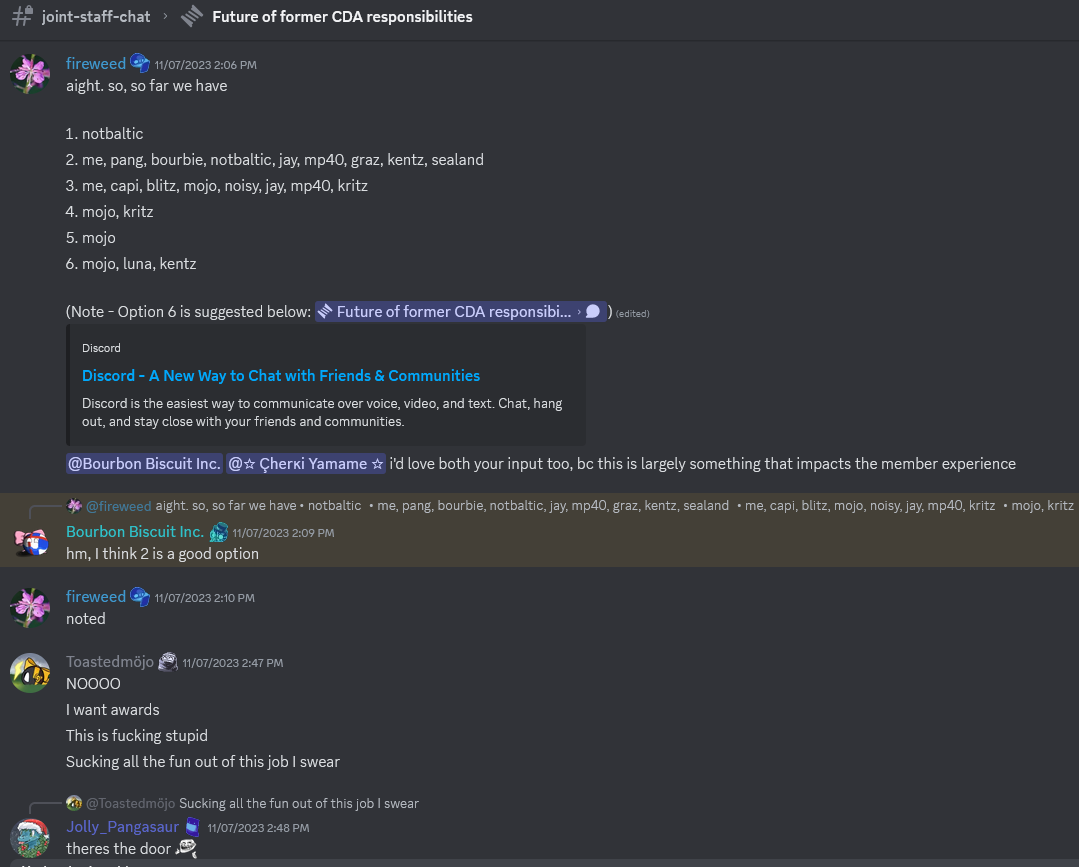 joint-staff-chat › Future of former CDA responsibilities
fireweed 11/07/2023 2:06 PM
aight. so, so far we have
1. notbaltic
2. me, pang, bourbie, notbaltic, jay, mp40, graz, kentz, sealand
3. me, capi, blitz, mojo, noisy, jay, mp40, kritz
4. mojo, kritz
5. mojo
6. mojo, luna, kentz
(Note - Option 6 is suggested below: Future of former CDA responsibi... › ) (edited)
Discord
Discord - A New Way to Chat with Friends & Communities
Discord is the easiest way to communicate over voice, video, and text. Chat, hang
out, and stay close with your friends and communities.
@Bourbon Biscuit Inc. @☆ Çherкi Yamame ☆ i'd love both your input too, bc this is largely something that impacts the member experience
@fireweed aight. so, so far we have • notbaltic • me, pang, bourbie, notbaltic, jay, mp40, graz, kentz, sealand • me, capi, blitz, mojo, noisy, jay, mp40, kritz • mojo, kritz
Bourbon Biscuit Inc. 11/07/2023 2:09 PM
hm, I think 2 is a good option
fireweed 11/07/2023 2:10 PM
noted
Toastedmöjo 11/07/2023 2:47 PM
NOOOO
I want awards
This is fucking stupid
Sucking all the fun out of this job I swear
@Toastedmöjo Sucking all the fun out of this job I swear
Jolly_Pangasaur 11/07/2023 2:48 PM
theres the door